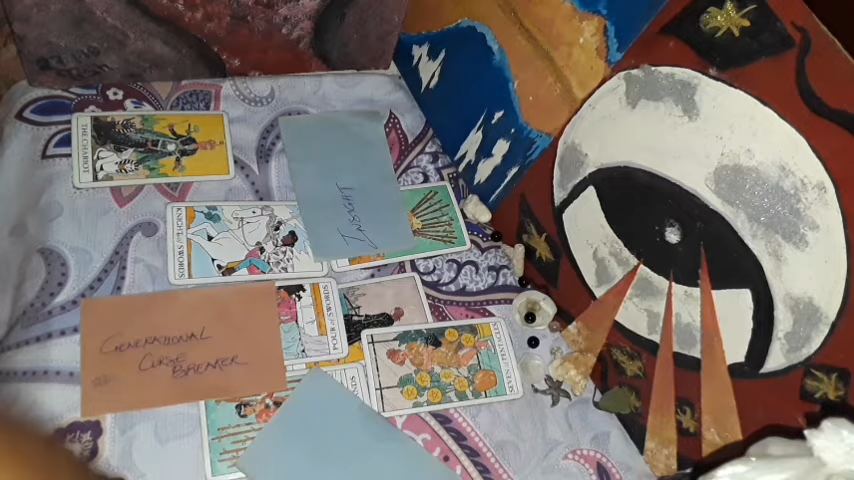 THE CHARIOT
INSIGHT
KNIGHT of SWORDS
GENERATIONAL
CURSE
BREAKER
FOUR of SWORDS
SEVEN of PENTACLES